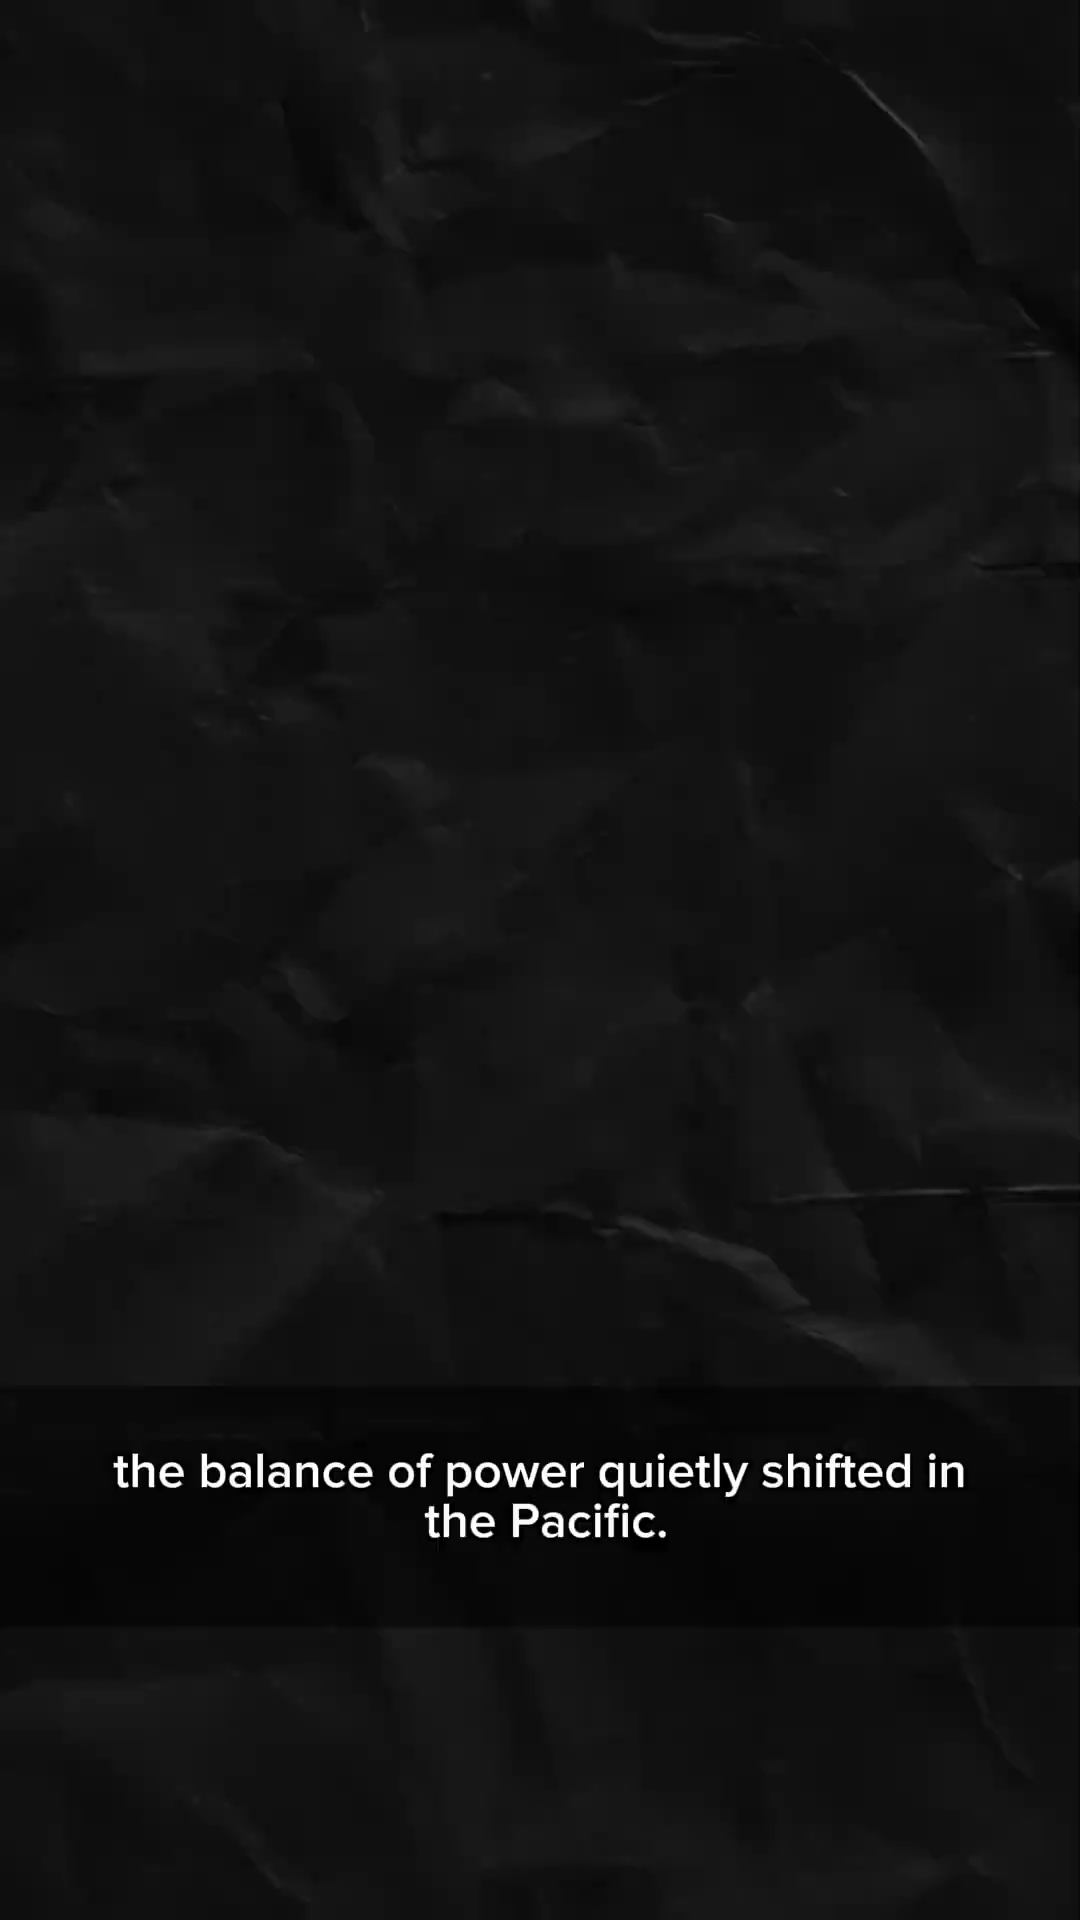 the balance of power quietly shifted in
the Pacific.